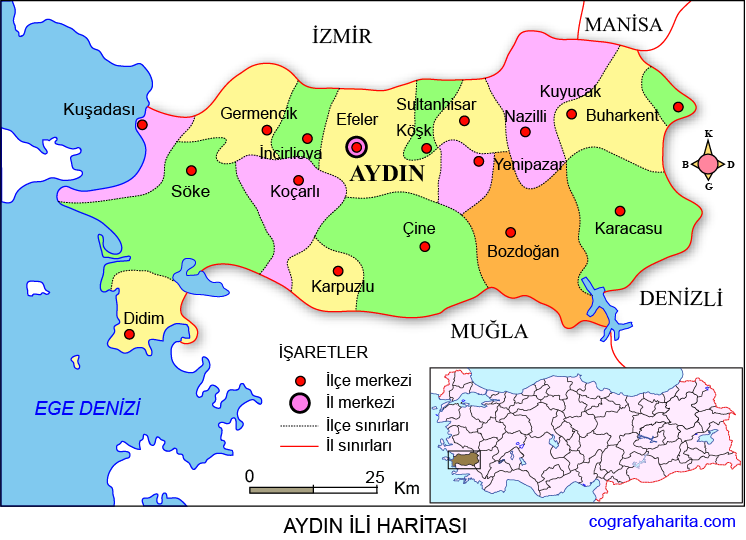 MANİSA
İZMİR
Kuşadası
Germencik
İncirliova
Efeler
Sultanhisar
Köşk
Nazilli
Kuyucak
Buharkent
AYDIN
Yenipazar
K
B
D
G
Söke
Koçarlı
Çine
Bozdoğan
Karacasu
Karpuzlu
DENİZLİ
Didim
MUĞLA
EGE DENİZİ
İŞARETLER
İlçe merkezi
İl merkezi
İlçe sınırları
İl sınırları
0 25 Km
AYDIN İLİ HARİTASI
cografyaharita.com